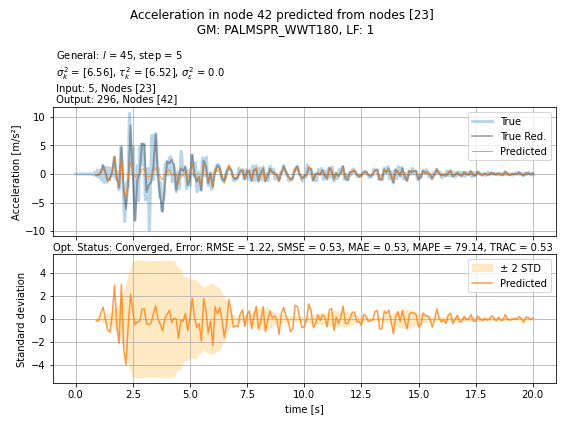 Acceleration in node 42 predicted from nodes [23]
GM: PALMSPR_WWT180, LF: 1
General: l = 45, step = 5
σ²ₖ = [6.56], τ²ₖ = [6.52], σ²ε = 0.0
Input: 5, Nodes [23]
Output: 296, Nodes [42]
Acceleration [m/s²]
10
5
0
−5
−10
True
True Red.
Predicted
Opt. Status: Converged, Error: RMSE = 1.22, SMSE = 0.53, MAE = 0.53, MAPE = 79.14, TRAC = 0.53
Standard deviation
4
2
0
−2
−4
± 2 STD
Predicted
0.0 2.5 5.0 7.5 10.0 12.5 15.0 17.5 20.0
time [s]